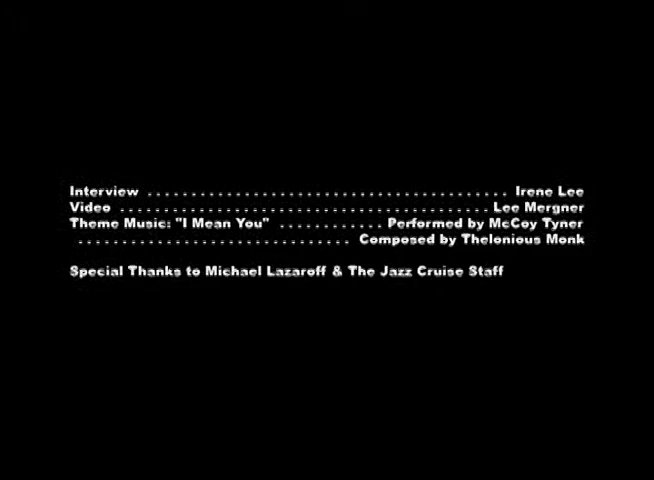 Interview . . . . . . . . . . . . . . . . . . . . . . . . . . . . . . . . . . . . . . . . . Irene Lee
Video . . . . . . . . . . . . . . . . . . . . . . . . . . . . . . . . . . . . . . . . . . Lee Mergner
Theme Music: "I Mean You" . . . . . . . . . . . . Performed by McCoy Tyner
. . . . . . . . . . . . . . . . . . . . . . . . . . . . . . . Composed by Thelonious Monk
Special Thanks to Michael Lazaroff & The Jazz Cruise Staff